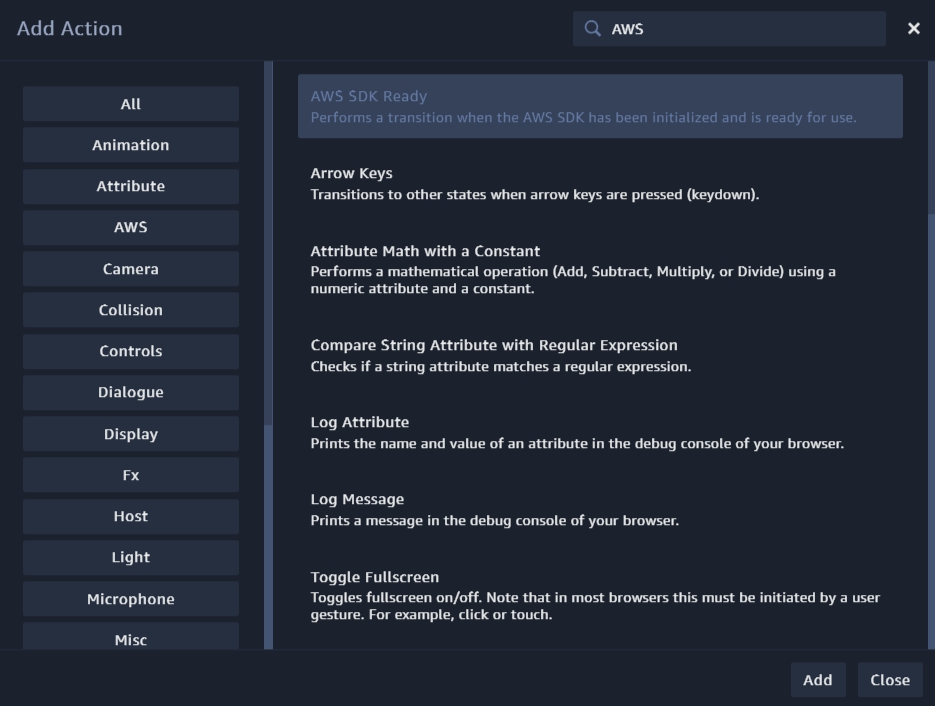 Add Action
AWS
All
Animation
Attribute
AWS
Camera
Collision
Controls
Dialogue
Display
Fx
Host
Light
Microphone
Misc
AWS SDK Ready
Performs a transition when the AWS SDK has been initialized and is ready for use.
Arrow Keys
Transitions to other states when arrow keys are pressed (keydown).
Attribute Math with a Constant
Performs a mathematical operation (Add, Subtract, Multiply, or Divide) using a
numeric attribute and a constant.
Compare String Attribute with Regular Expression
Checks if a string attribute matches a regular expression.
Log Attribute
Prints the name and value of an attribute in the debug console of your browser.
Log Message
Prints a message in the debug console of your browser.
Toggle Fullscreen
Toggles fullscreen on/off. Note that in most browsers this must be initiated by a user
gesture. For example, click or touch.
Add
Close